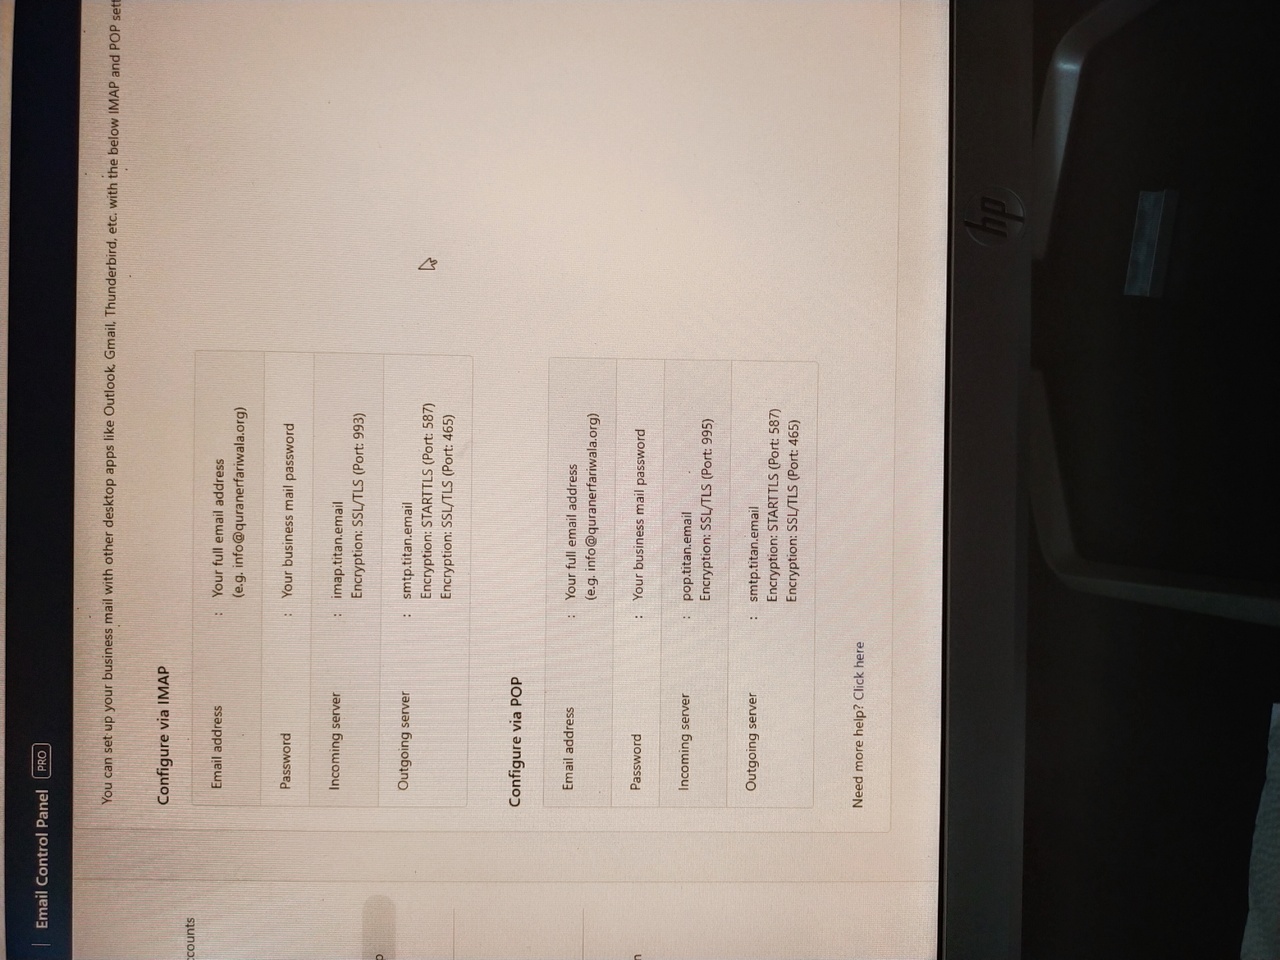 Email Control Panel PRO
You can set up your business mail with other desktop apps like Outlook, Gmail, Thunderbird, etc. with the below IMAP and POP sett
Configure via IMAP
ccounts
Email address : Your full email address
(e.g. info@quranerfariwala.org)
Password : Your business mail password
Incoming server : imap.titan.email
Encryption: SSL/TLS (Port: 993)
p
Outgoing server : smtp.titan.email
Encryption: STARTTLS (Port: 587)
Encryption: SSL/TLS (Port: 465)
Configure via POP
Email address : Your full email address
(e.g. info@quranerfariwala.org)
n
Password : Your business mail password
Incoming server : pop.titan.email
Encryption: SSL/TLS (Port: 995)
Outgoing server : smtp.titan.email
Encryption: STARTTLS (Port: 587)
Encryption: SSL/TLS (Port: 465)
Need more help? Click here
hp